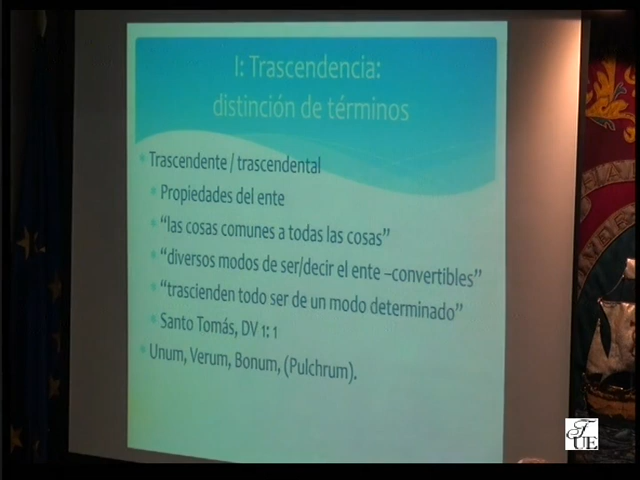 I: Trascendencia:
distinción de términos
Trascendente / trascendental
Propiedades del ente
“las cosas comunes a todas las cosas”
“diversos modos de ser/decir el ente –convertibles”
“trascienden todo ser de un modo determinado”
Santo Tomás, DV 1: 1
Unum, Verum, Bonum, (Pulchrum).
UE